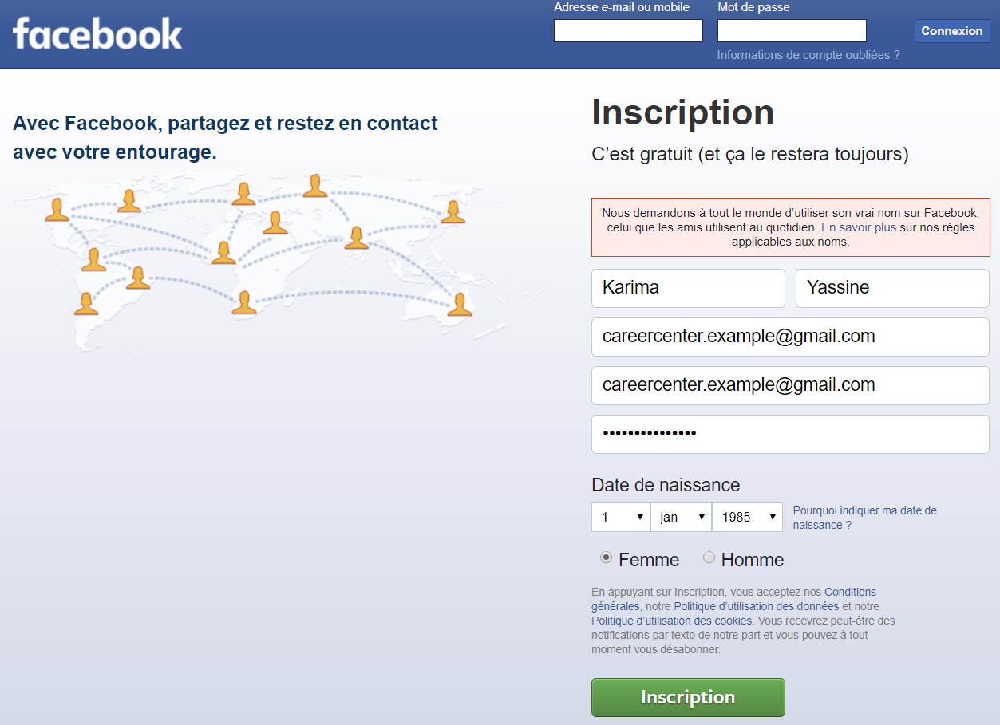 facebook
Adresse e-mail ou mobile
Mot de passe
Connexion
Informations de compte oubliées ?
Avec Facebook, partagez et restez en contact
avec votre entourage.
Inscription
C’est gratuit (et ça le restera toujours)
Nous demandons à tout le monde d’utiliser son vrai nom sur Facebook,
celui que les amis utilisent au quotidien. En savoir plus sur nos règles
applicables aux noms.
Karima
Yassine
careercenter.example@gmail.com
careercenter.example@gmail.com
•••••••••••••••
Date de naissance
1 jan 1985
Pourquoi indiquer ma date de
naissance ?
Femme Homme
En appuyant sur Inscription, vous acceptez nos Conditions
générales, notre Politique d’utilisation des données et notre
Politique d’utilisation des cookies. Vous recevrez peut-être des
notifications par texto de notre part et vous pouvez à tout
moment vous désabonner.
Inscription